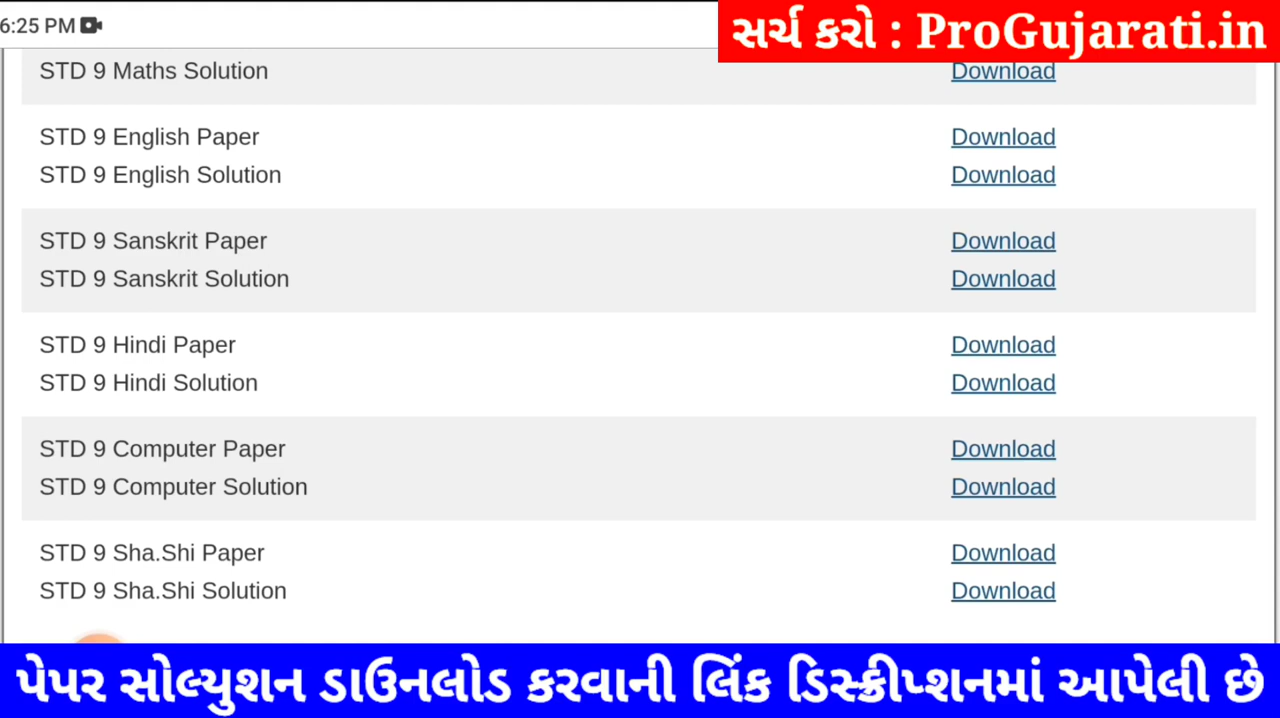 6:25 PM
સર્ચ કરો : ProGujarati.in
STD 9 Maths Solution Download
STD 9 English Paper Download
STD 9 English Solution Download
STD 9 Sanskrit Paper Download
STD 9 Sanskrit Solution Download
STD 9 Hindi Paper Download
STD 9 Hindi Solution Download
STD 9 Computer Paper Download
STD 9 Computer Solution Download
STD 9 Sha.Shi Paper Download
STD 9 Sha.Shi Solution Download
પેપર સોલ્યુશન ડાઉનલોડ કરવાની લિંક ડિસ્ક્રીપ્શનમાં આપેલી છે